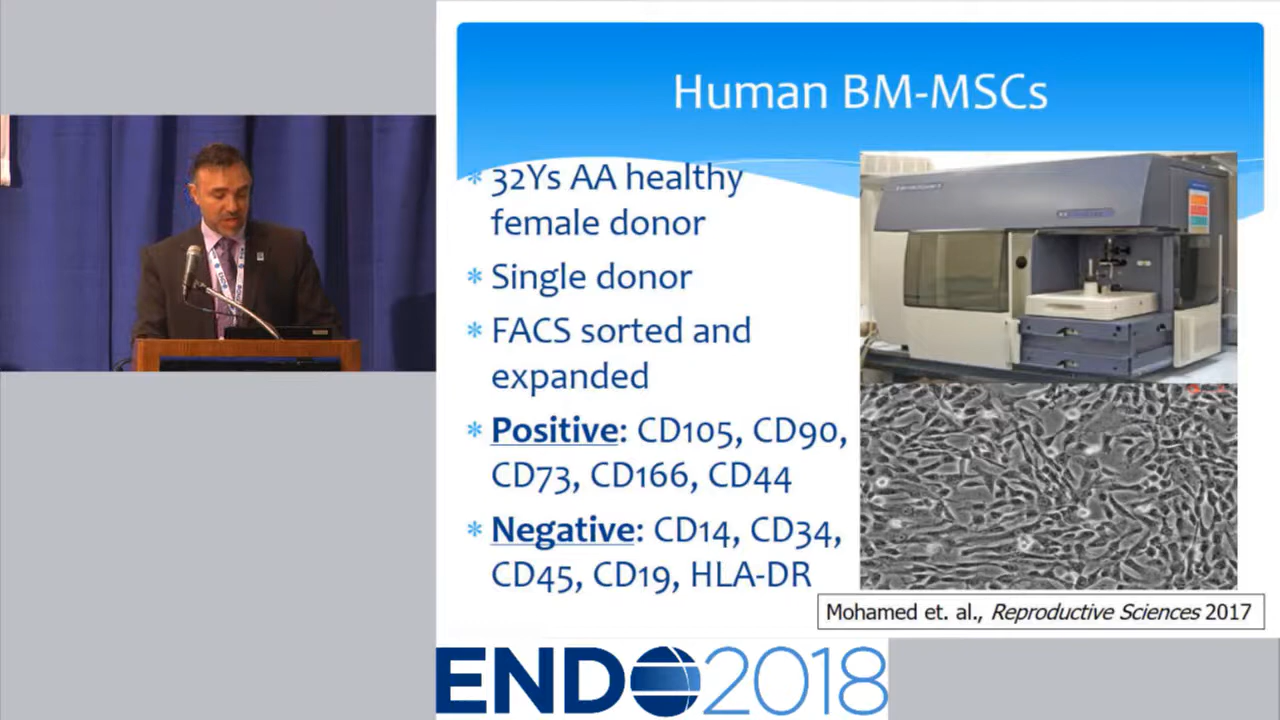 Human BM-MSCs
* 32Ys AA healthy
female donor
* Single donor
* FACS sorted and
expanded
* Positive: CD105, CD90,
CD73, CD166, CD44
* Negative: CD14, CD34,
CD45, CD19, HLA-DR
Mohamed et. al., Reproductive Sciences 2017
ENDO2018